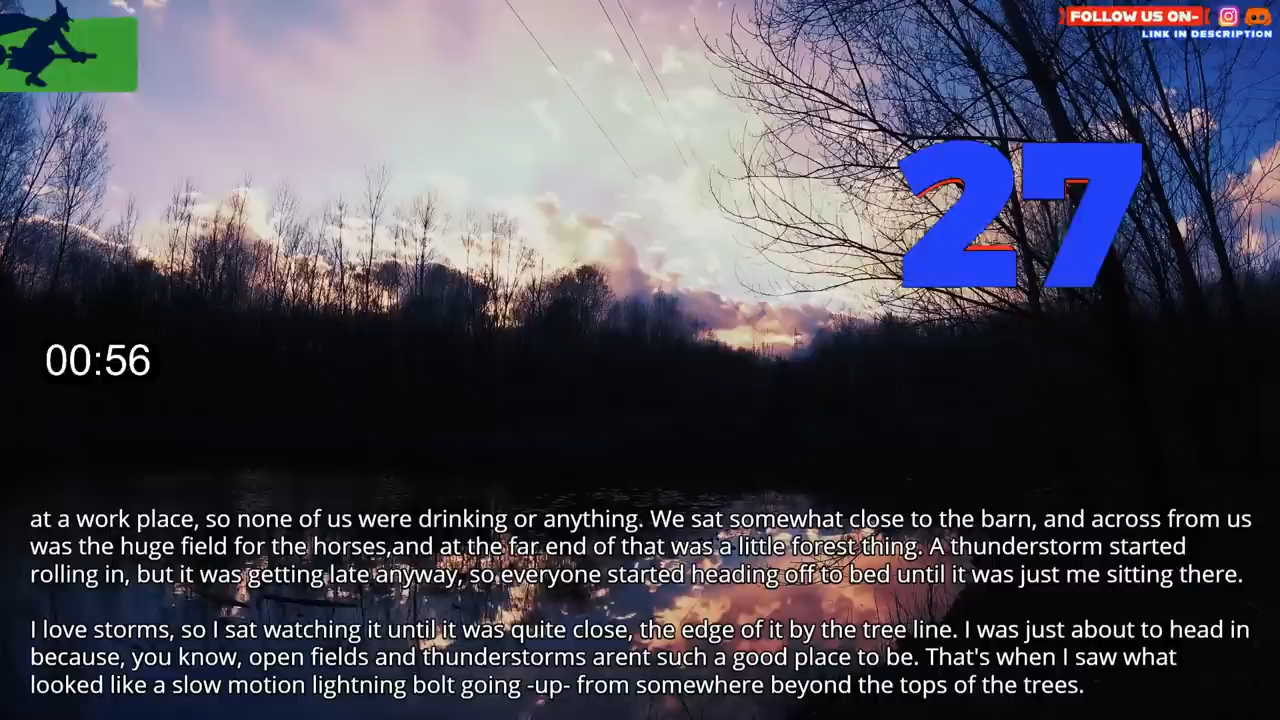 FOLLOW US ON-
LINK IN DESCRIPTION
27
00:56
at a work place, so none of us were drinking or anything. We sat somewhat close to the barn, and across from us
was the huge field for the horses,and at the far end of that was a little forest thing. A thunderstorm started
rolling in, but it was getting late anyway, so everyone started heading off to bed until it was just me sitting there.
I love storms, so I sat watching it until it was quite close, the edge of it by the tree line. I was just about to head in
because, you know, open fields and thunderstorms arent such a good place to be. That's when I saw what
looked like a slow motion lightning bolt going -up- from somewhere beyond the tops of the trees.